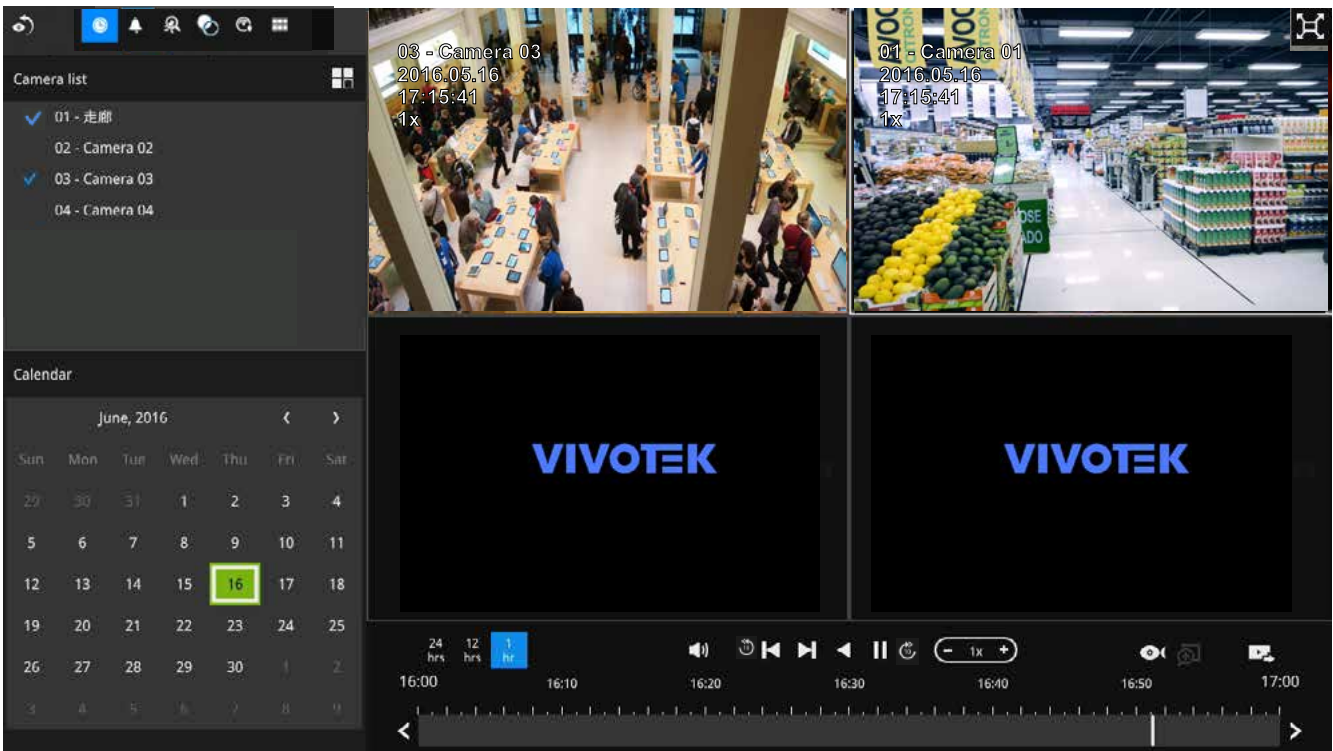 Camera list
01 - 走廊
02 - Camera 02
03 - Camera 03
04 - Camera 04
Calendar
June, 2016
Sun Mon Tue Wed Thu Fri Sat
29 30 31 1 2 3 4
5 6 7 8 9 10 11
12 13 14 15 16 17 18
19 20 21 22 23 24 25
26 27 28 29 30 1 2
3 4 5 6 7 8 9
03 - Camera 03
2016.05.16
17:15:41
1x
01 - Camera 01
2016.05.16
17:15:41
1x
VIVOTEK
VIVOTEK
24 hrs
12 hrs
1 hr
1x
16:00 16:10 16:20 16:30 16:40 16:50 17:00